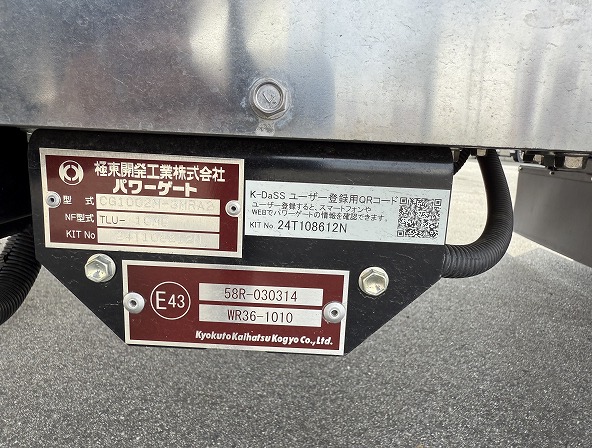 極東開発工業株式会社
パワーゲート
型式 CG1002N-3MRA2
NF型式 TLU-
KIT No
K-DaSS ユーザー登録用QRコード
ユーザー登録すると、スマートフォンや
WEBでパワーゲートの情報を確認できます。
KIT No 24T108612N
E43
58R-030314
WR36-1010
Kyokuto Kaihatsu Kogyo Co., Ltd.